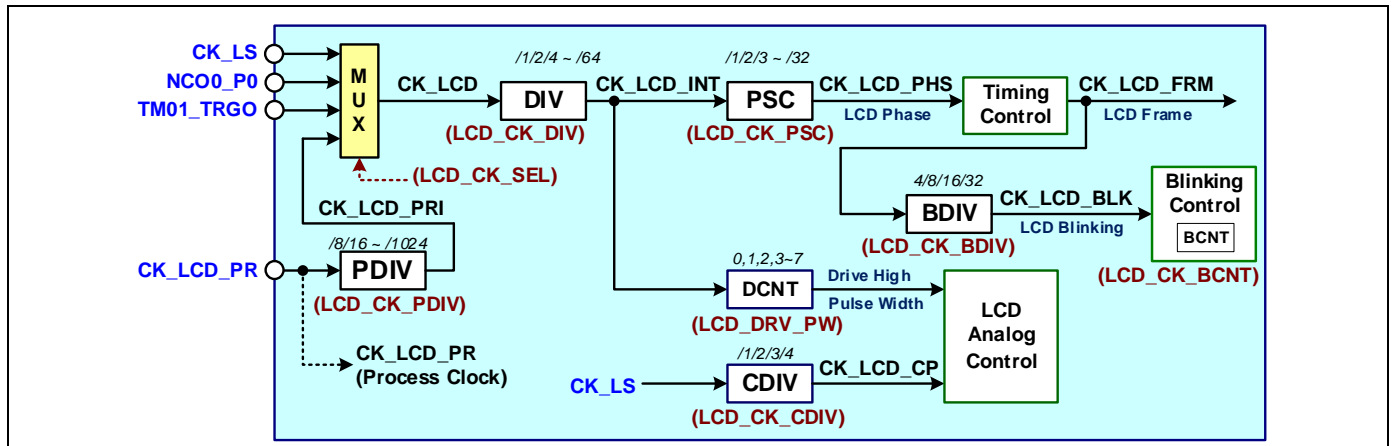 CK_LS
NCO0_P0
TM01_TRGO
M
U
X
CK_LCD
/1/2/4 ~ /64
DIV
(LCD_CK_DIV)
CK_LCD_INT
/1/2/3 ~ /32
PSC
(LCD_CK_PSC)
CK_LCD_PHS
LCD Phase
Timing
Control
CK_LCD_FRM
LCD Frame
(LCD_CK_SEL)
CK_LCD_PRI
4/8/16/32
BDIV
(LCD_CK_BDIV)
CK_LCD_BLK
LCD Blinking
Blinking
Control
BCNT
(LCD_CK_BCNT)
CK_LCD_PR
/8/16 ~ /1024
PDIV
(LCD_CK_PDIV)
0,1,2,3~7
DCNT
(LCD_DRV_PW)
Drive High
Pulse Width
LCD
Analog
Control
CK_LCD_PR
(Process Clock)
CK_LS
/1/2/3/4
CDIV
(LCD_CK_CDIV)
CK_LCD_CP